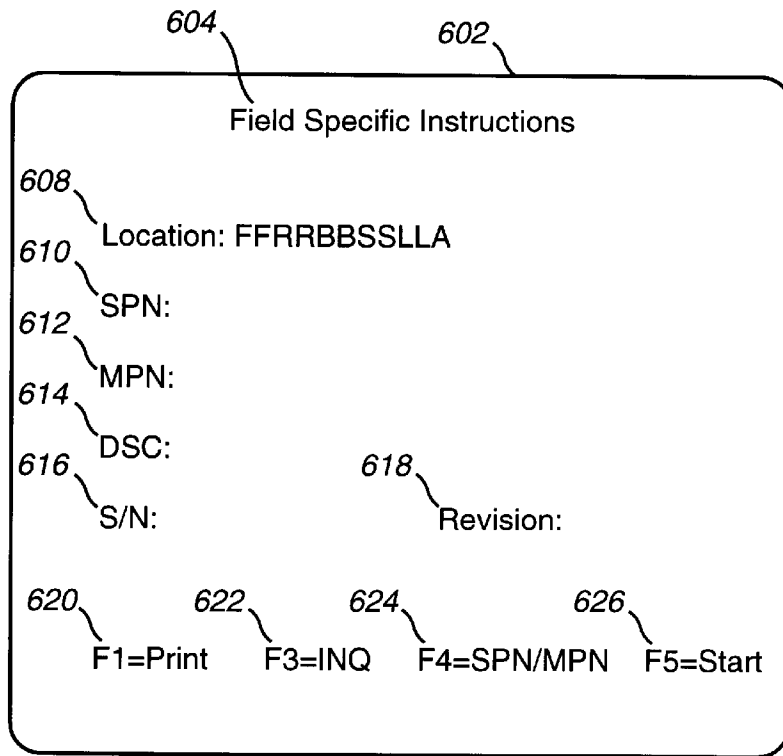 604 602
Field Specific Instructions
608
Location: FFRRBBSSLLA
610
SPN:
612
MPN:
614
DSC:
616 618
S/N: Revision:
620 622 624 626
F1=Print F3=INQ F4=SPN/MPN F5=Start